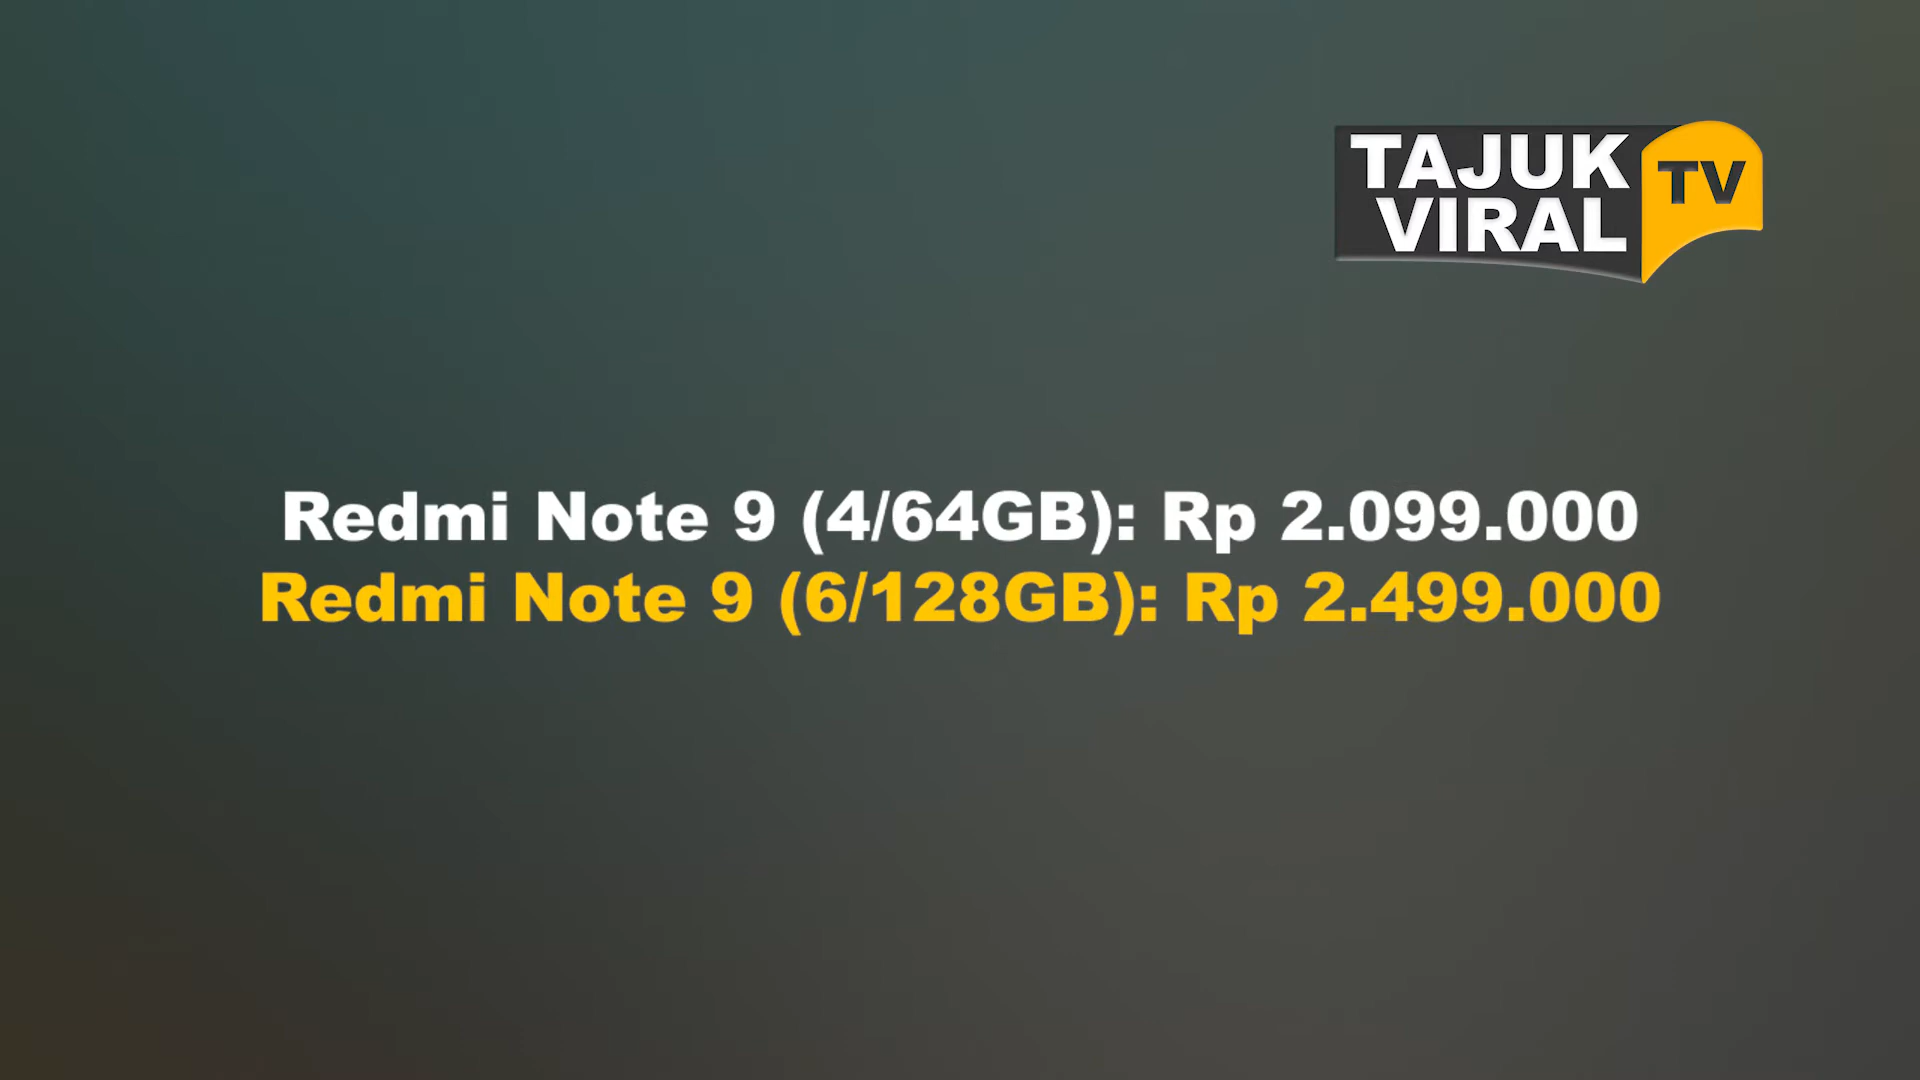 TAJUK
VIRAL
TV
Redmi Note 9 (4/64GB): Rp 2.099.000
Redmi Note 9 (6/128GB): Rp 2.499.000